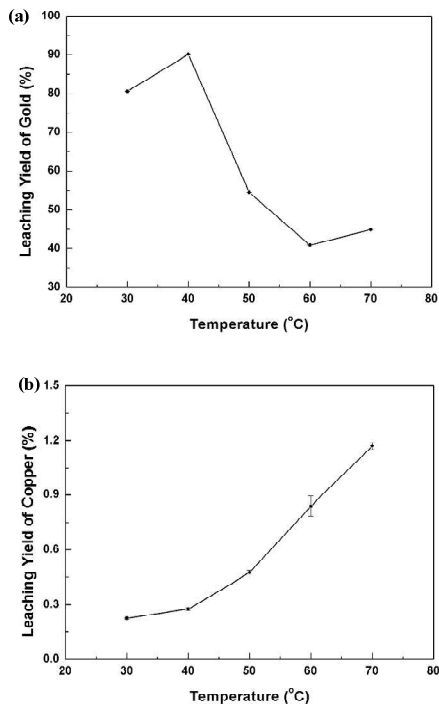 (a)
Leaching Yield of Gold (%)
100
90
80
70
60
50
40
30
20 30 40 50 60 70 80
Temperature (°C)
(b)
Leaching Yield of Copper (%)
1.5
1.2
0.9
0.6
0.3
0.0
20 30 40 50 60 70 80
Temperature (°C)